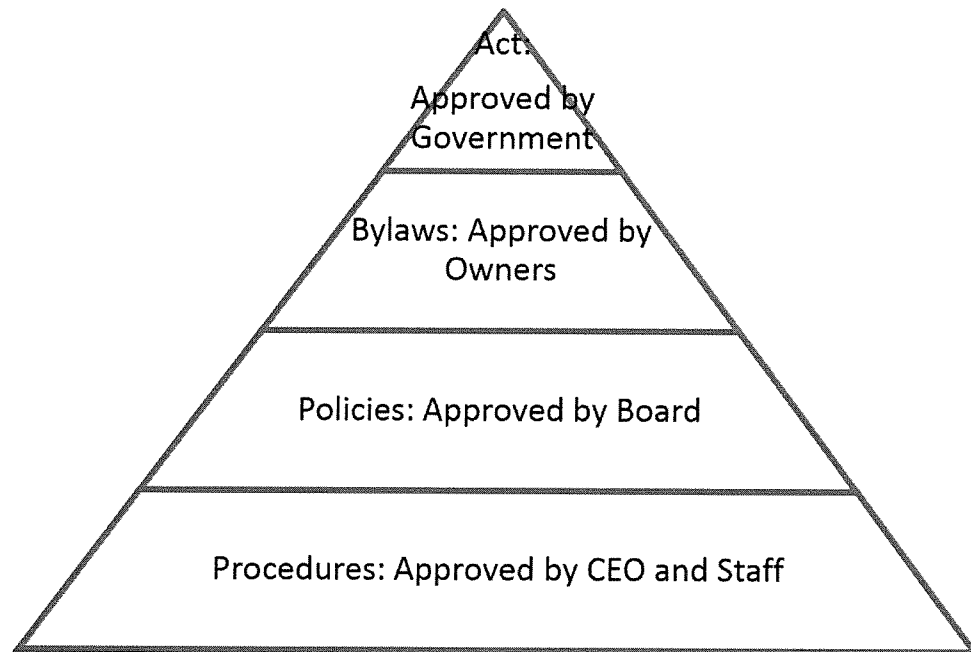 Act:
Approved by
Government
Bylaws: Approved by
Owners
Policies: Approved by Board
Procedures: Approved by CEO and Staff